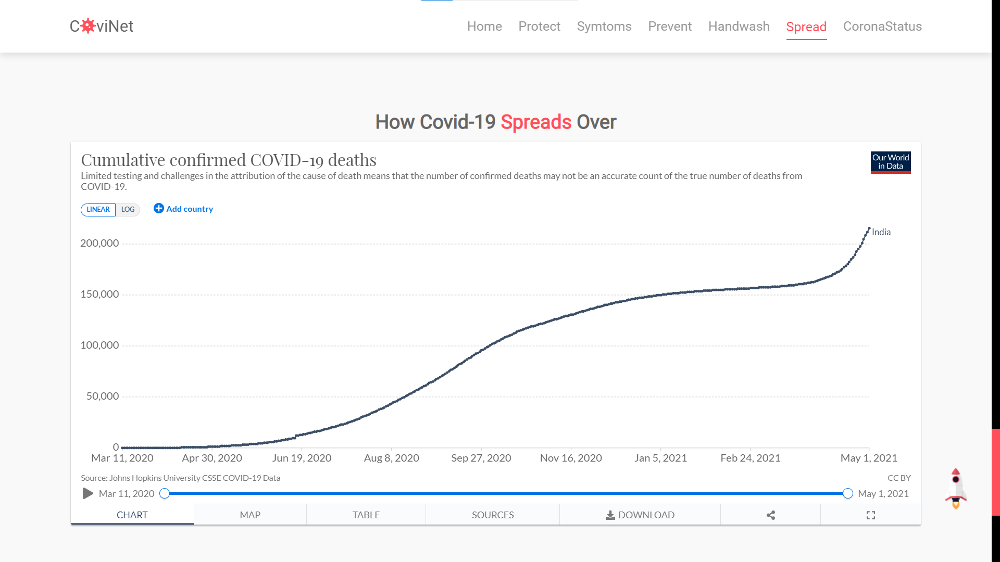 CoviNet
Home Protect Symtoms Prevent Handwash Spread CoronaStatus
How Covid-19 Spreads Over
Cumulative confirmed COVID-19 deaths
Our World
in Data
Limited testing and challenges in the attribution of the cause of death means that the number of confirmed deaths may not be an accurate count of the true number of deaths from
COVID-19.
LINEAR LOG Add country
India
200,000
150,000
100,000
50,000
0
Mar 11, 2020 Apr 30, 2020 Jun 19, 2020 Aug 8, 2020 Sep 27, 2020 Nov 16, 2020 Jan 5, 2021 Feb 24, 2021 May 1, 2021
Source: Johns Hopkins University CSSE COVID-19 Data CC BY
Mar 11, 2020 May 1, 2021
CHART MAP TABLE SOURCES DOWNLOAD